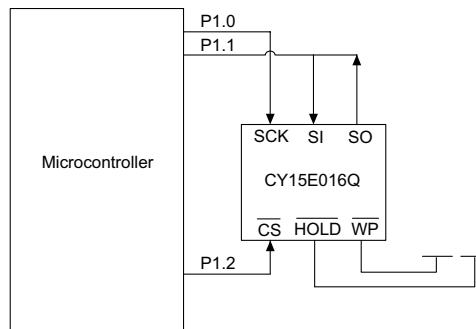 P1.0
P1.1
SCK SI SO
Microcontroller
CY15E016Q
CS HOLD WP
P1.2